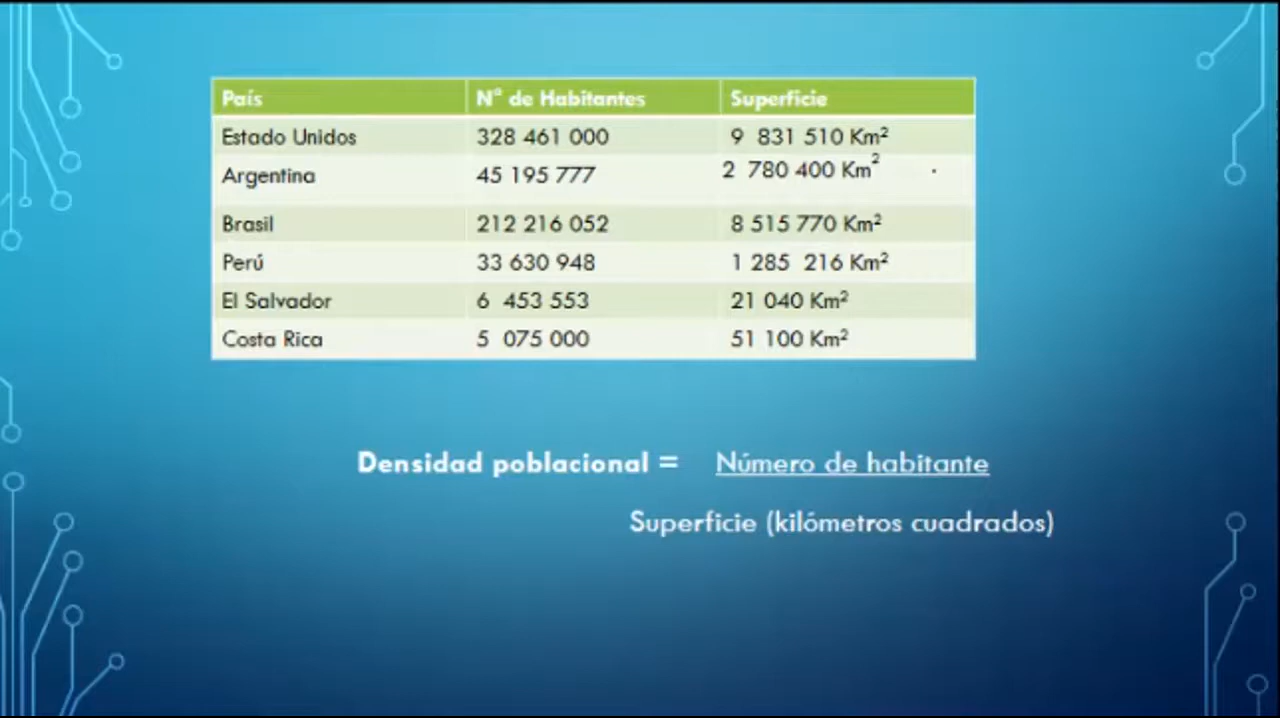 País N° de Habitantes Superficie
Estado Unidos 328 461 000 9 831 510 Km²
Argentina 45 195 777 2 780 400 Km²
Brasil 212 216 052 8 515 770 Km²
Perú 33 630 948 1 285 216 Km²
El Salvador 6 453 553 21 040 Km²
Costa Rica 5 075 000 51 100 Km²
Densidad poblacional = Número de habitante
Superficie (kilómetros cuadrados)